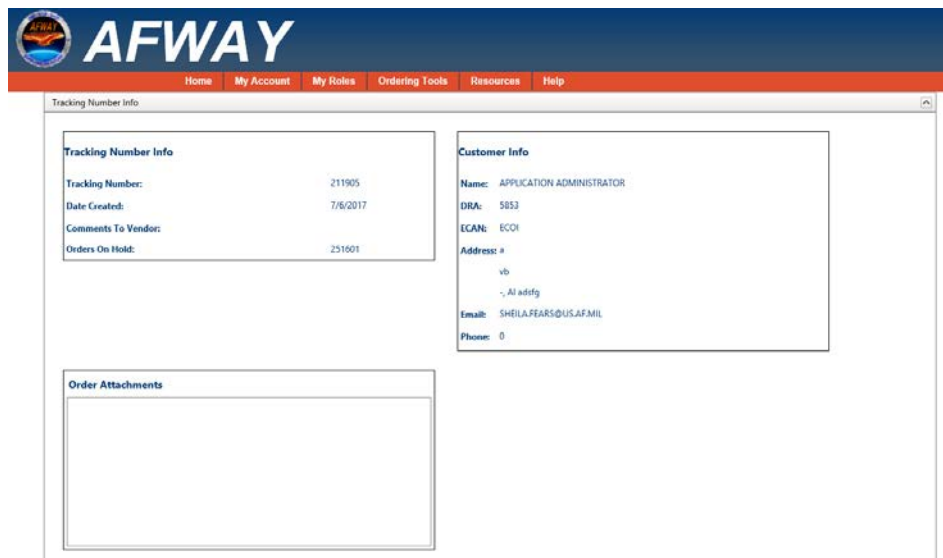 AFWAY
AFWAY
Home My Account My Roles Ordering Tools Resources Help
Tracking Number Info
Tracking Number Info
Tracking Number: 211905
Date Created: 7/6/2017
Comments To Vendor:
Orders On Hold: 251601
Customer Info
Name: APPLICATION ADMINISTRATOR
DRA: 5853
ECAN: ECOI
Address: a
vb
-, Al adsfg
Email: SHEILA.FEARS@US.AF.MIL
Phone: 0
Order Attachments